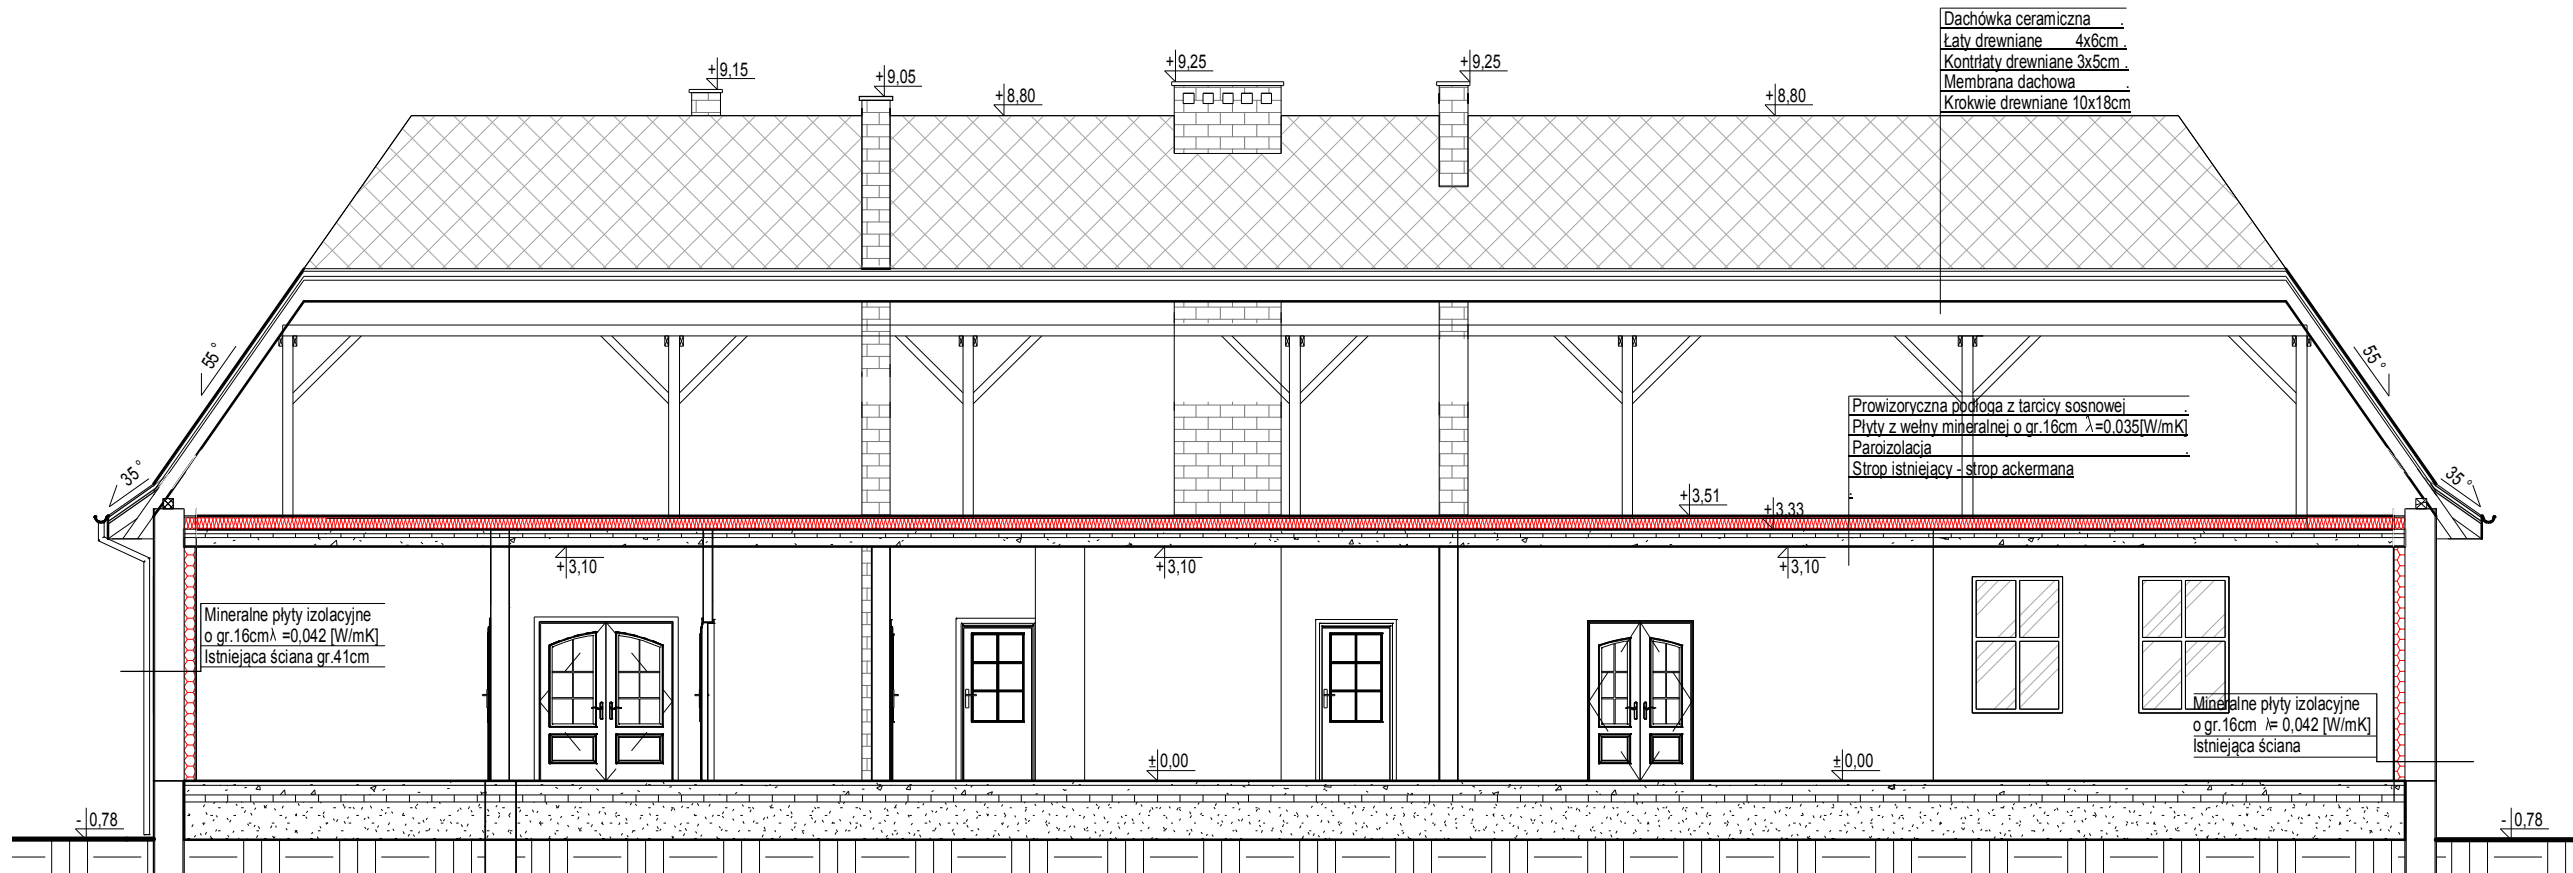 Dachówka ceramiczna .
Łaty drewniane 4x6cm .
Kontrłaty drewniane 3x5cm .
Membrana dachowa .
Krokwie drewniane 10x18cm
+9,15
+9,05
+9,25
+9,25
+8,80
+8,80
55°
55°
35°
35°
Prowizoryczna podłoga z tarcicy sosnowej .
Płyty z wełny mineralnej o gr.16cm λ=0,035[W/mK]
Paroizolacja .
Strop istniejący - strop ackermana
.
+3,51
+3,33
+3,10
+3,10
+3,10
Mineralne płyty izolacyjne
o gr.16cmλ =0,042 [W/mK]
Istniejąca ściana gr.41cm
Mineralne płyty izolacyjne
o gr.16cm λ= 0,042 [W/mK]
Istniejąca ściana
±0,00
±0,00
-0,78
-0,78